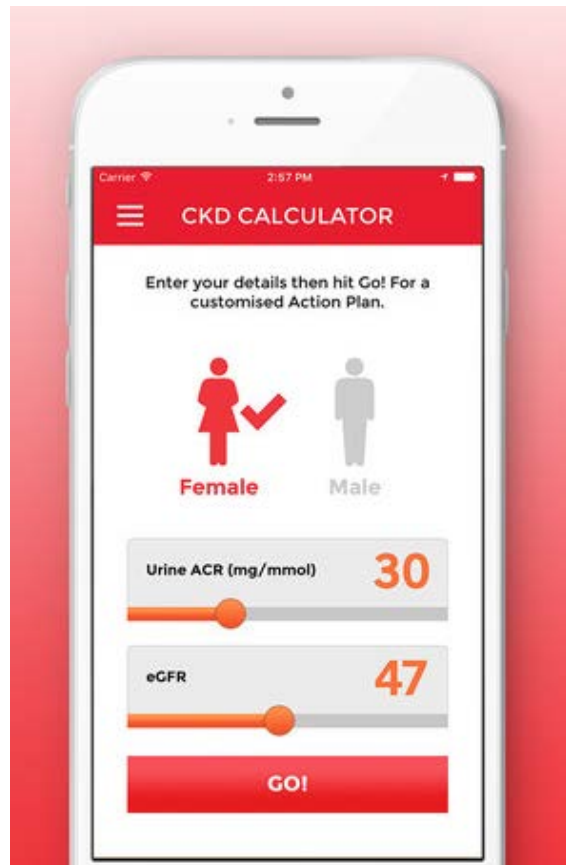 Carrier 2:57 PM
CKD CALCULATOR
Enter your details then hit Go! For a
customised Action Plan.
Female Male
Urine ACR (mg/mmol) 30
eGFR 47
GO!